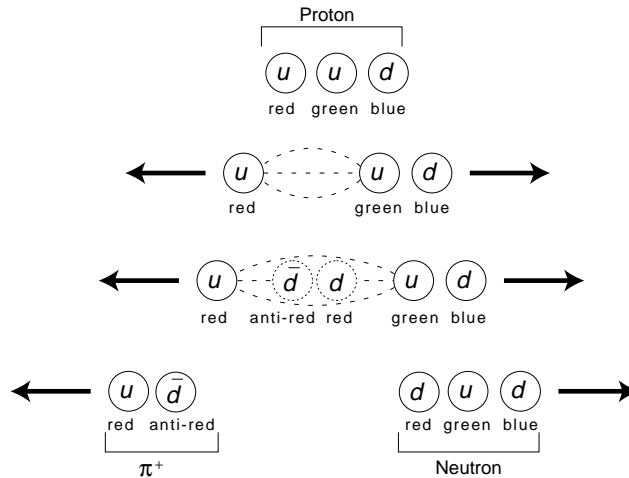 Proton
u u d
red green blue
u u d
red green blue
u d̄ d u d
red anti-red red green blue
u d̄ d u d
red anti-red red green blue
π+ Neutron